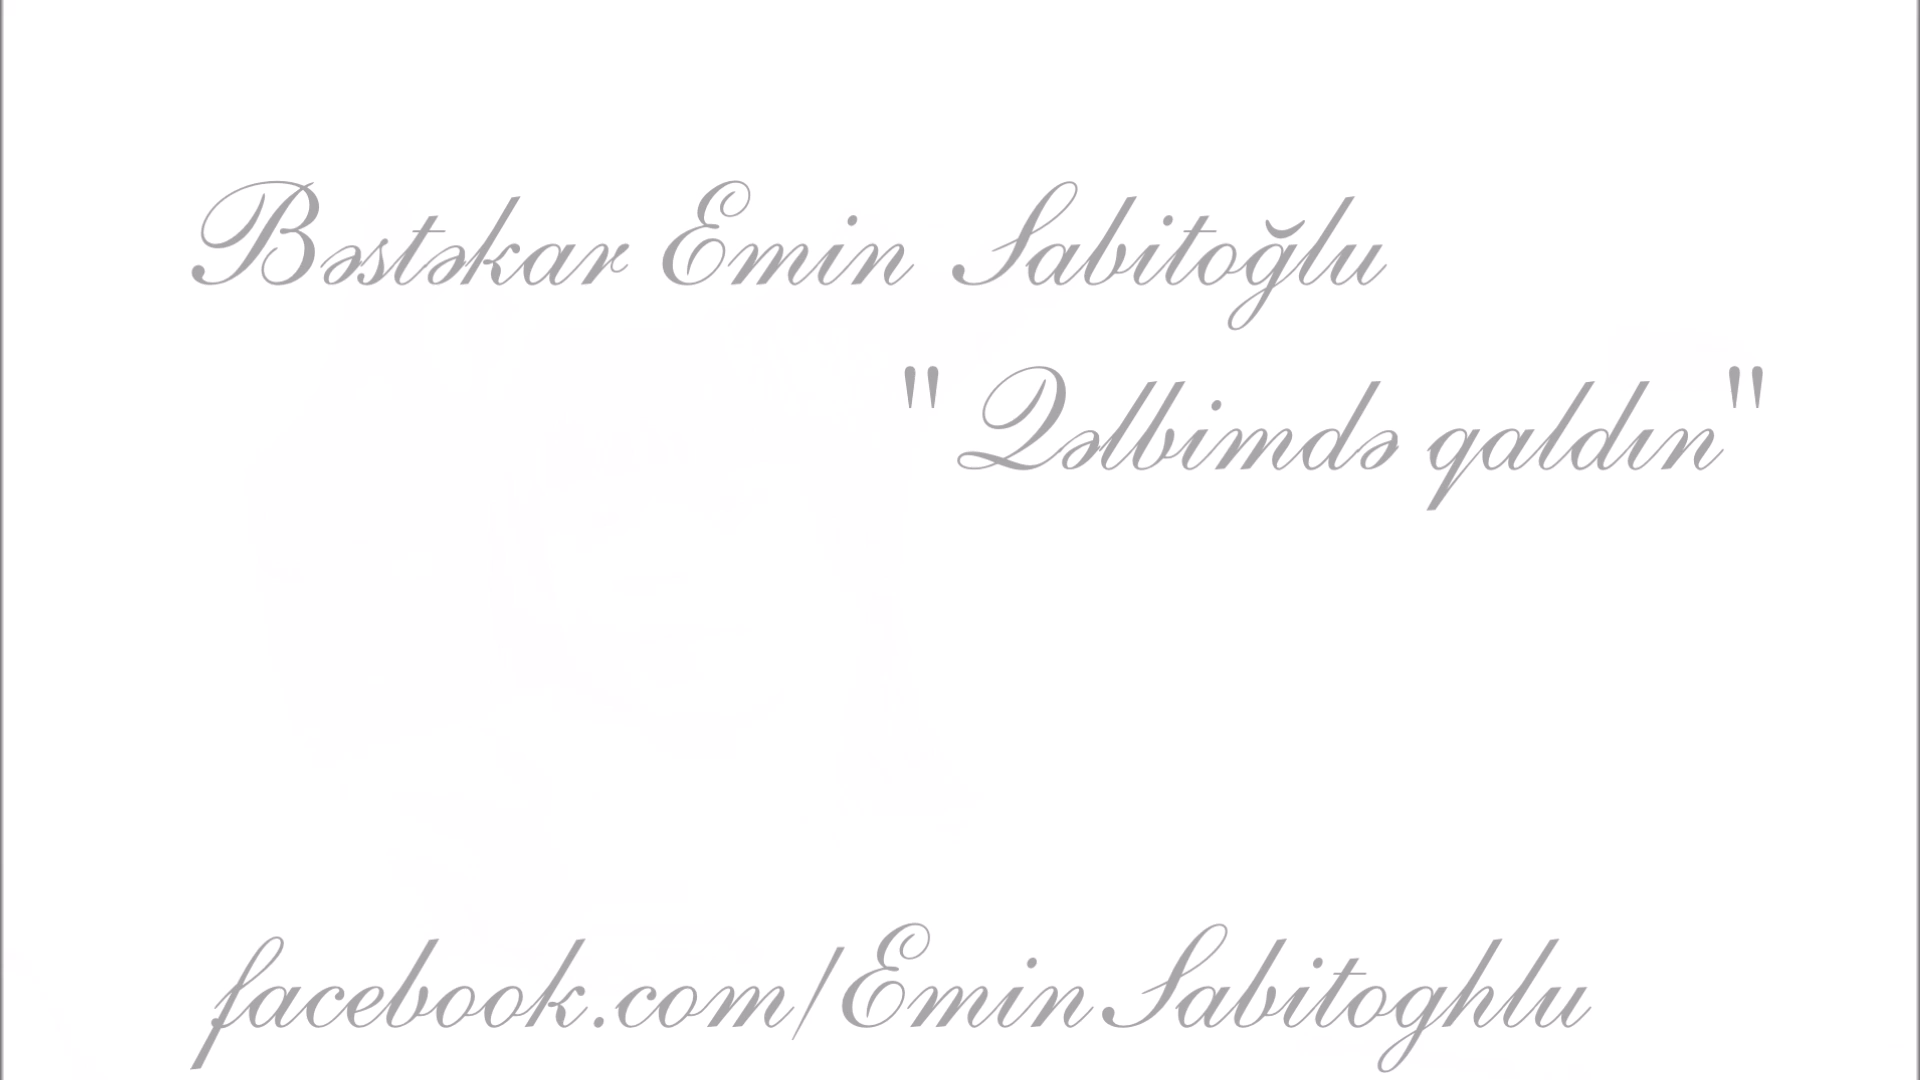 Bəstəkar Emin Sabitoğlu
" Qəlbimdə qaldın"
facebook.com/EminSabitoghlu